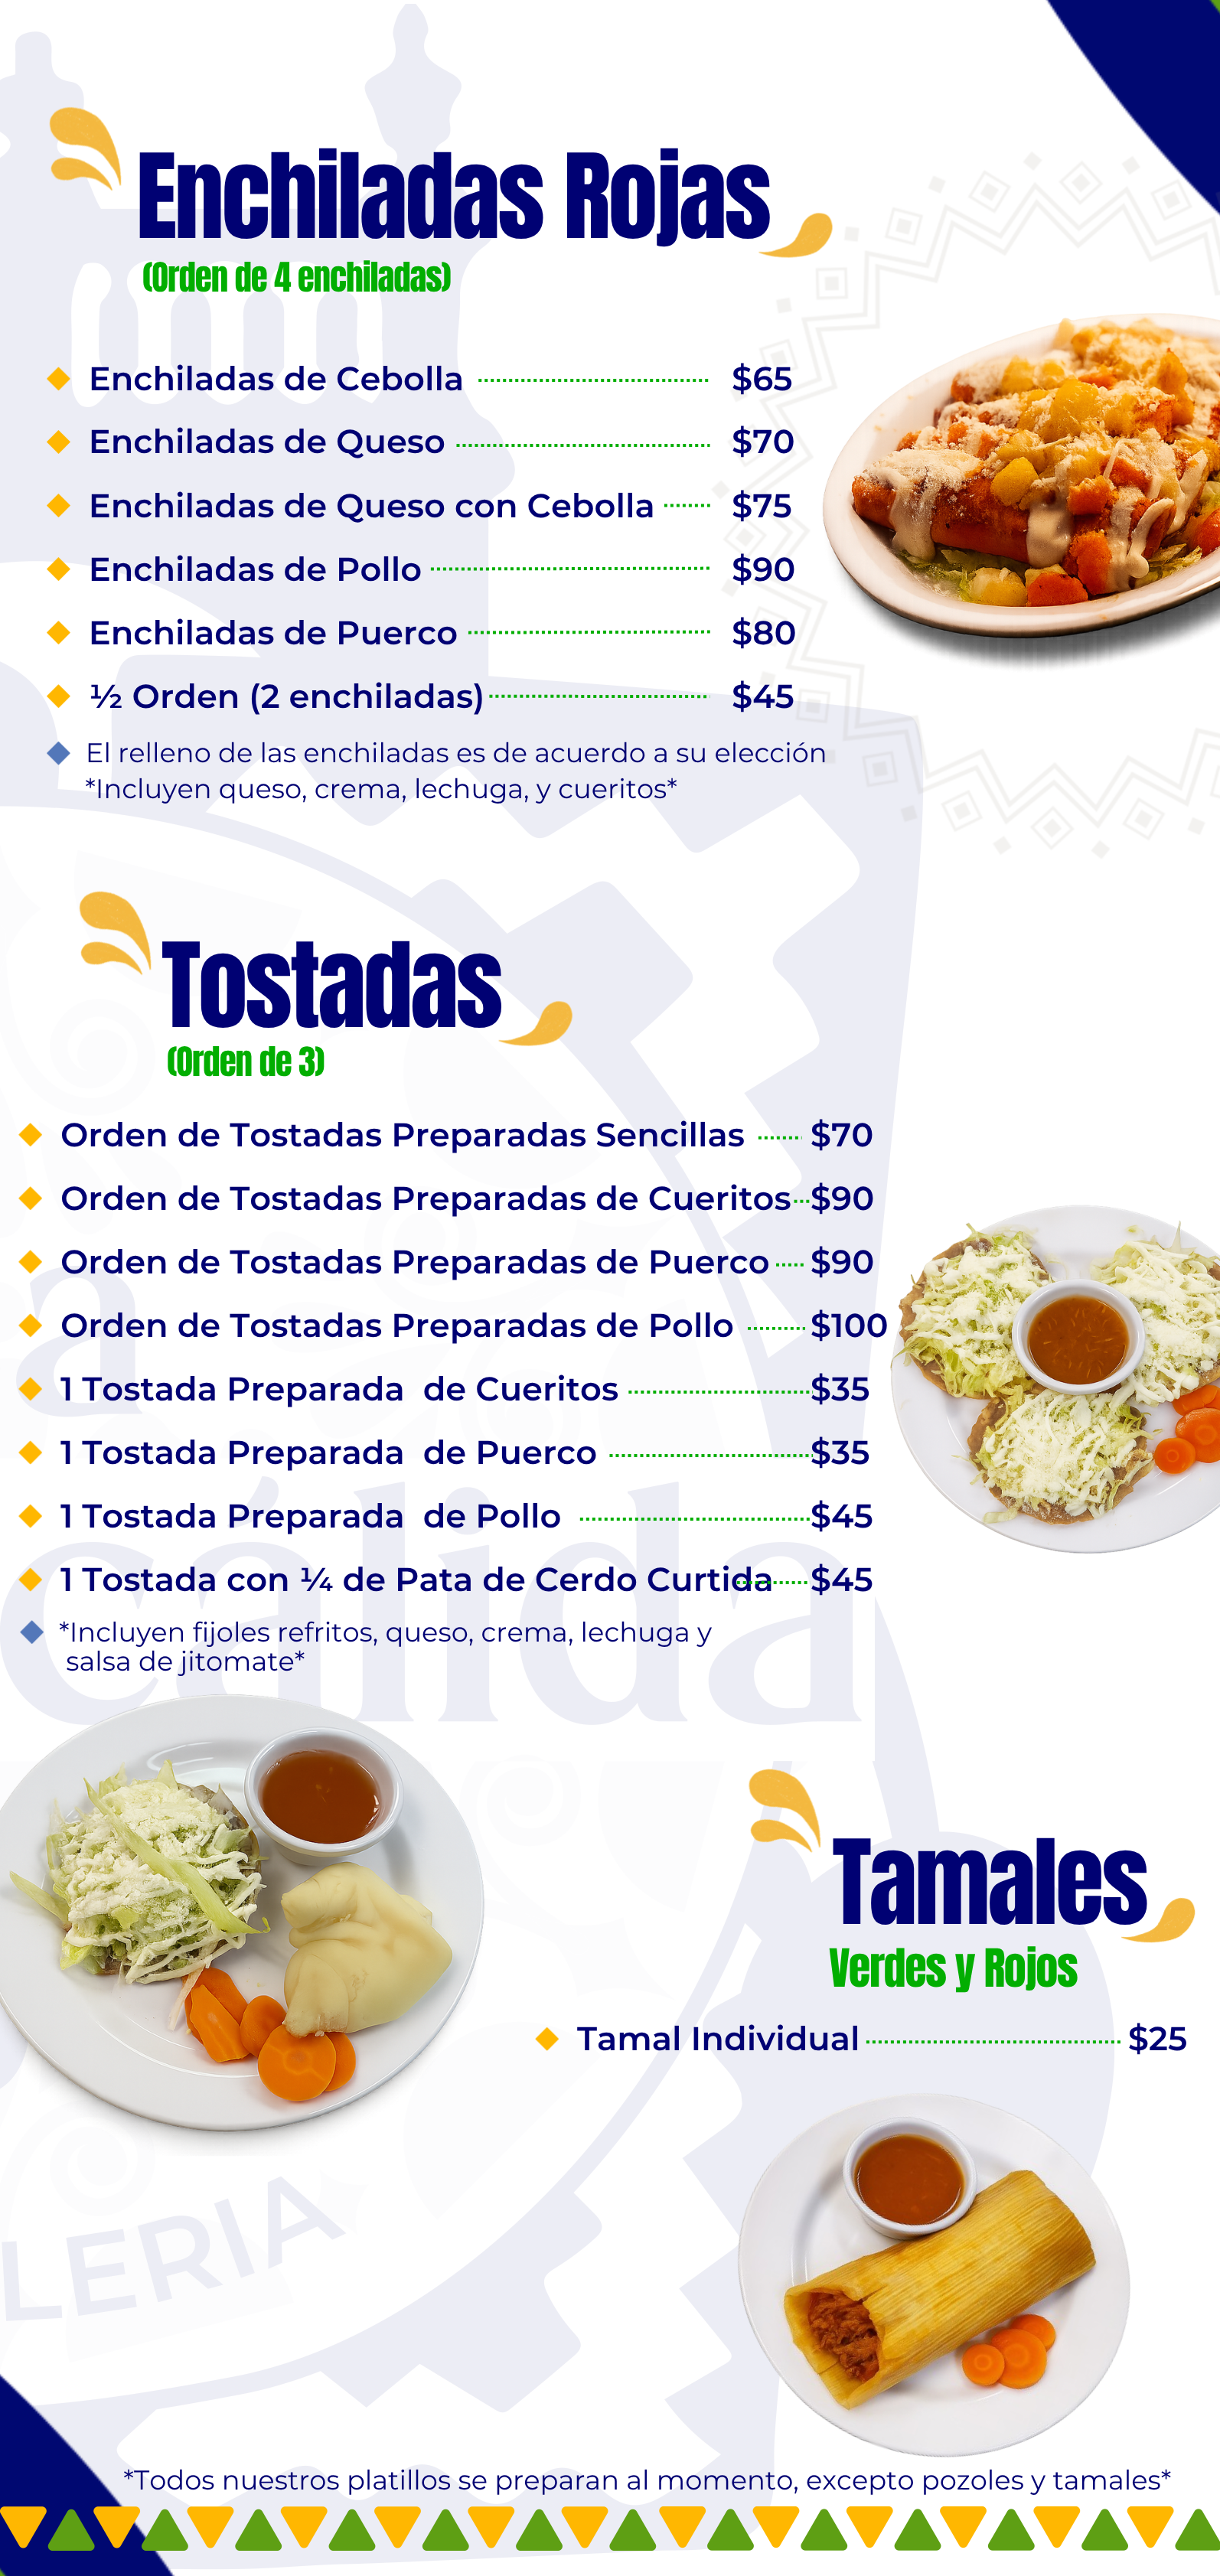 Enchiladas Rojas
(Orden de 4 enchiladas)
Enchiladas de Cebolla $65
Enchiladas de Queso $70
Enchiladas de Queso con Cebolla $75
Enchiladas de Pollo $90
Enchiladas de Puerco $80
½ Orden (2 enchiladas) $45
El relleno de las enchiladas es de acuerdo a su elección
*Incluyen queso, crema, lechuga, y cueritos*
Tostadas
(Orden de 3)
Orden de Tostadas Preparadas Sencillas $70
Orden de Tostadas Preparadas de Cueritos $90
Orden de Tostadas Preparadas de Puerco $90
Orden de Tostadas Preparadas de Pollo $100
1 Tostada Preparada de Cueritos $35
1 Tostada Preparada de Puerco $35
1 Tostada Preparada de Pollo $45
1 Tostada con ¼ de Pata de Cerdo Curtida $45
*Incluyen fijoles refritos, queso, crema, lechuga y
salsa de jitomate*
a
cálida
Tamales
Verdes y Rojos
Tamal Individual $25
LERIA
*Todos nuestros platillos se preparan al momento, excepto pozoles y tamales*